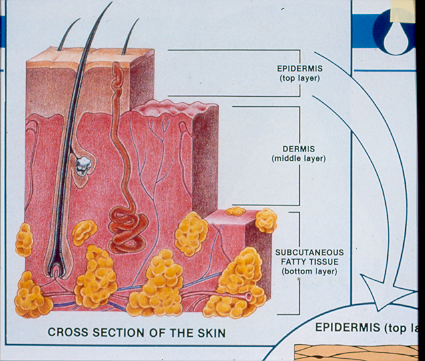 EPIDERMIS
(top layer)
DERMIS
(middle layer)
SUBCUTANEOUS
FATTY TISSUE
(bottom layer)
CROSS SECTION OF THE SKIN
EPIDERMIS (top la